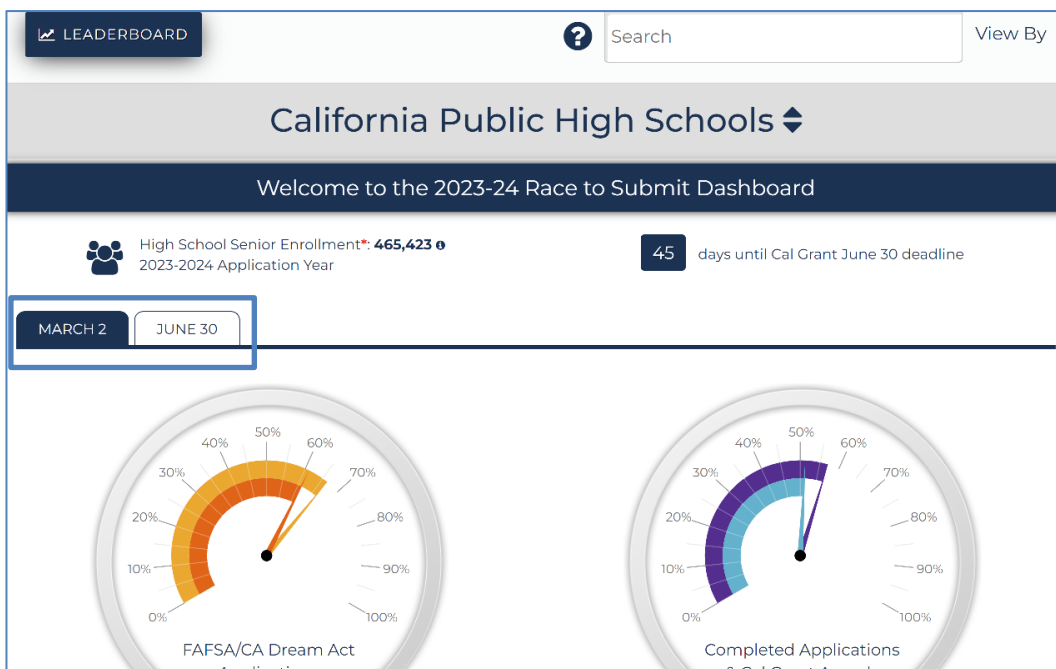 LEADERBOARD
?
Search
View By
California Public High Schools
Welcome to the 2023-24 Race to Submit Dashboard
High School Senior Enrollment*: 465,423
2023-2024 Application Year
45 days until Cal Grant June 30 deadline
MARCH 2
JUNE 30
0%
10%
20%
30%
40%
50%
60%
70%
80%
90%
100%
FAFSA/CA Dream Act
0%
10%
20%
30%
40%
50%
60%
70%
80%
90%
100%
Completed Applications